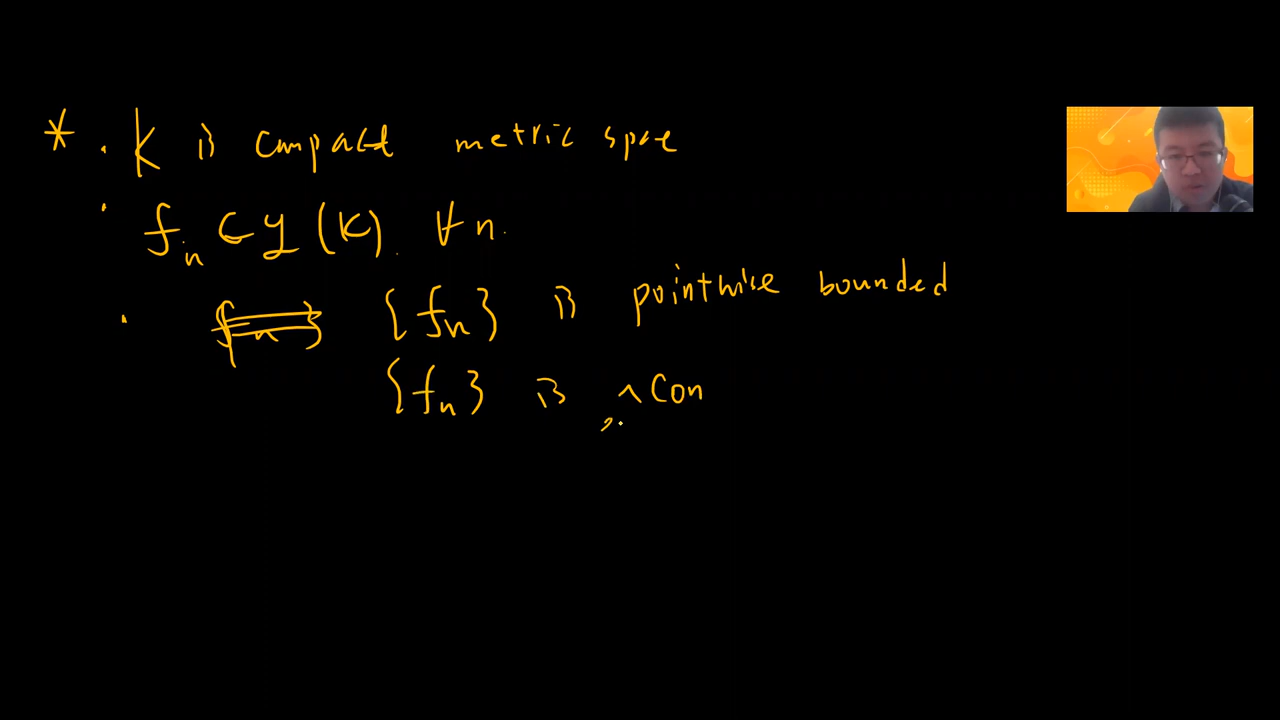 * . K is compact metric space
. fn ∈ φ(K). ∀ n.
. {fn} is pointwise bounded
{fn} is ^ Con